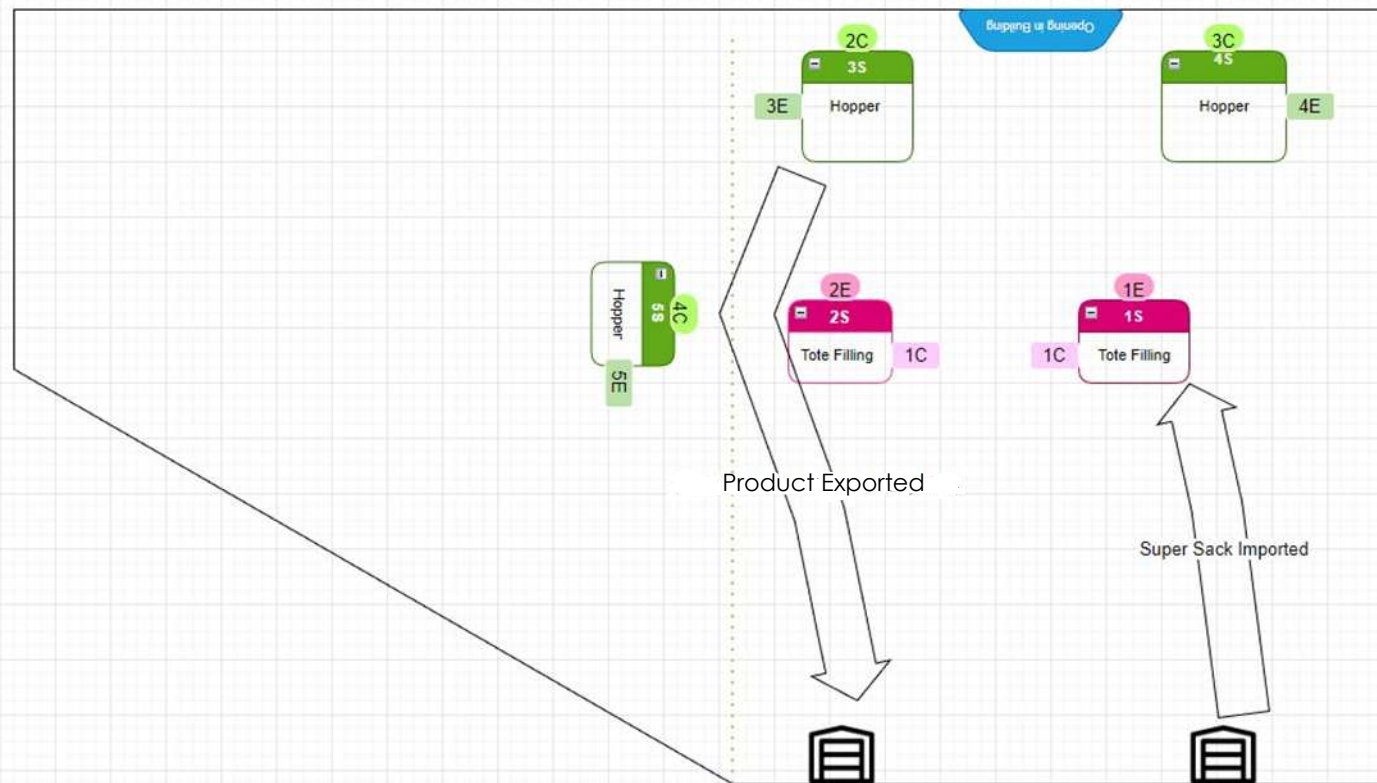 Opening in Building
2C
3S
3E
Hopper
3C
4S
Hopper
4E
Hopper
5S
4C
5E
2E
2S
Tote Filling
1C
1E
1S
1C
Tote Filling
Product Exported
Super Sack Imported